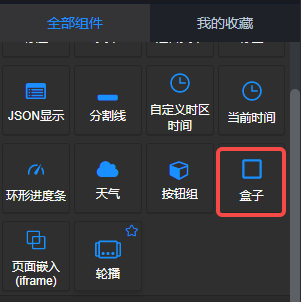 全部组件 我的收藏
JSON显示 分割线 自定义时区时间 当前时间
环形进度条 天气 按钮组 盒子
页面嵌入(iframe) 轮播